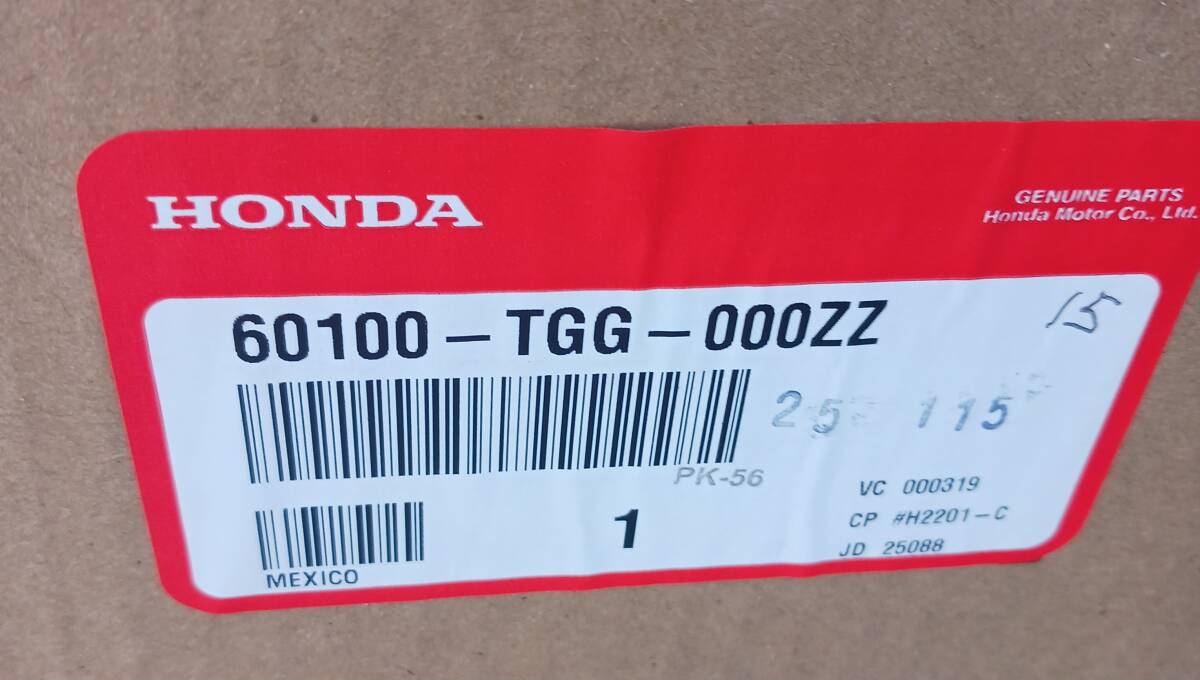 HONDA
GENUINE PARTS
Honda Motor Co., Ltd.
60100-TGG-000ZZ
15
25 115
PK-56
VC 000319
CP #H2201-C
JD 25088
1
MEXICO